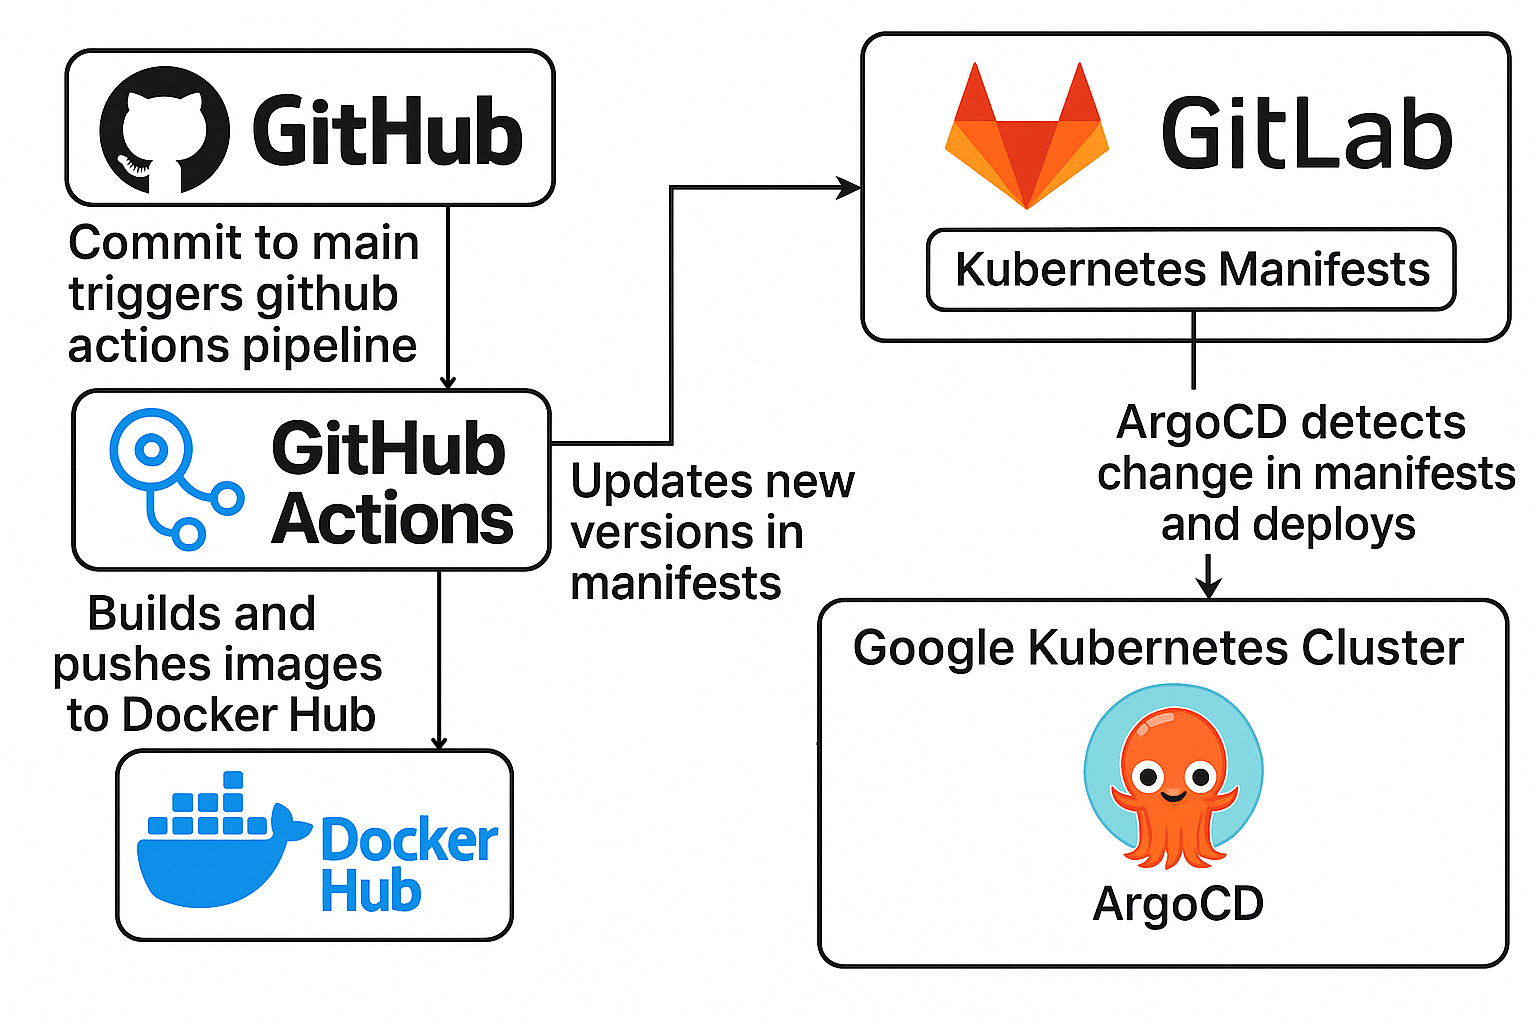 GitHub
Commit to main
triggers github
actions pipeline
GitHub
Actions
Builds and
pushes images
to Docker Hub
Docker
Hub
Updates new
versions in
manifests
GitLab
Kubernetes Manifests
ArgoCD detects
change in manifests
and deploys
Google Kubernetes Cluster
ArgoCD